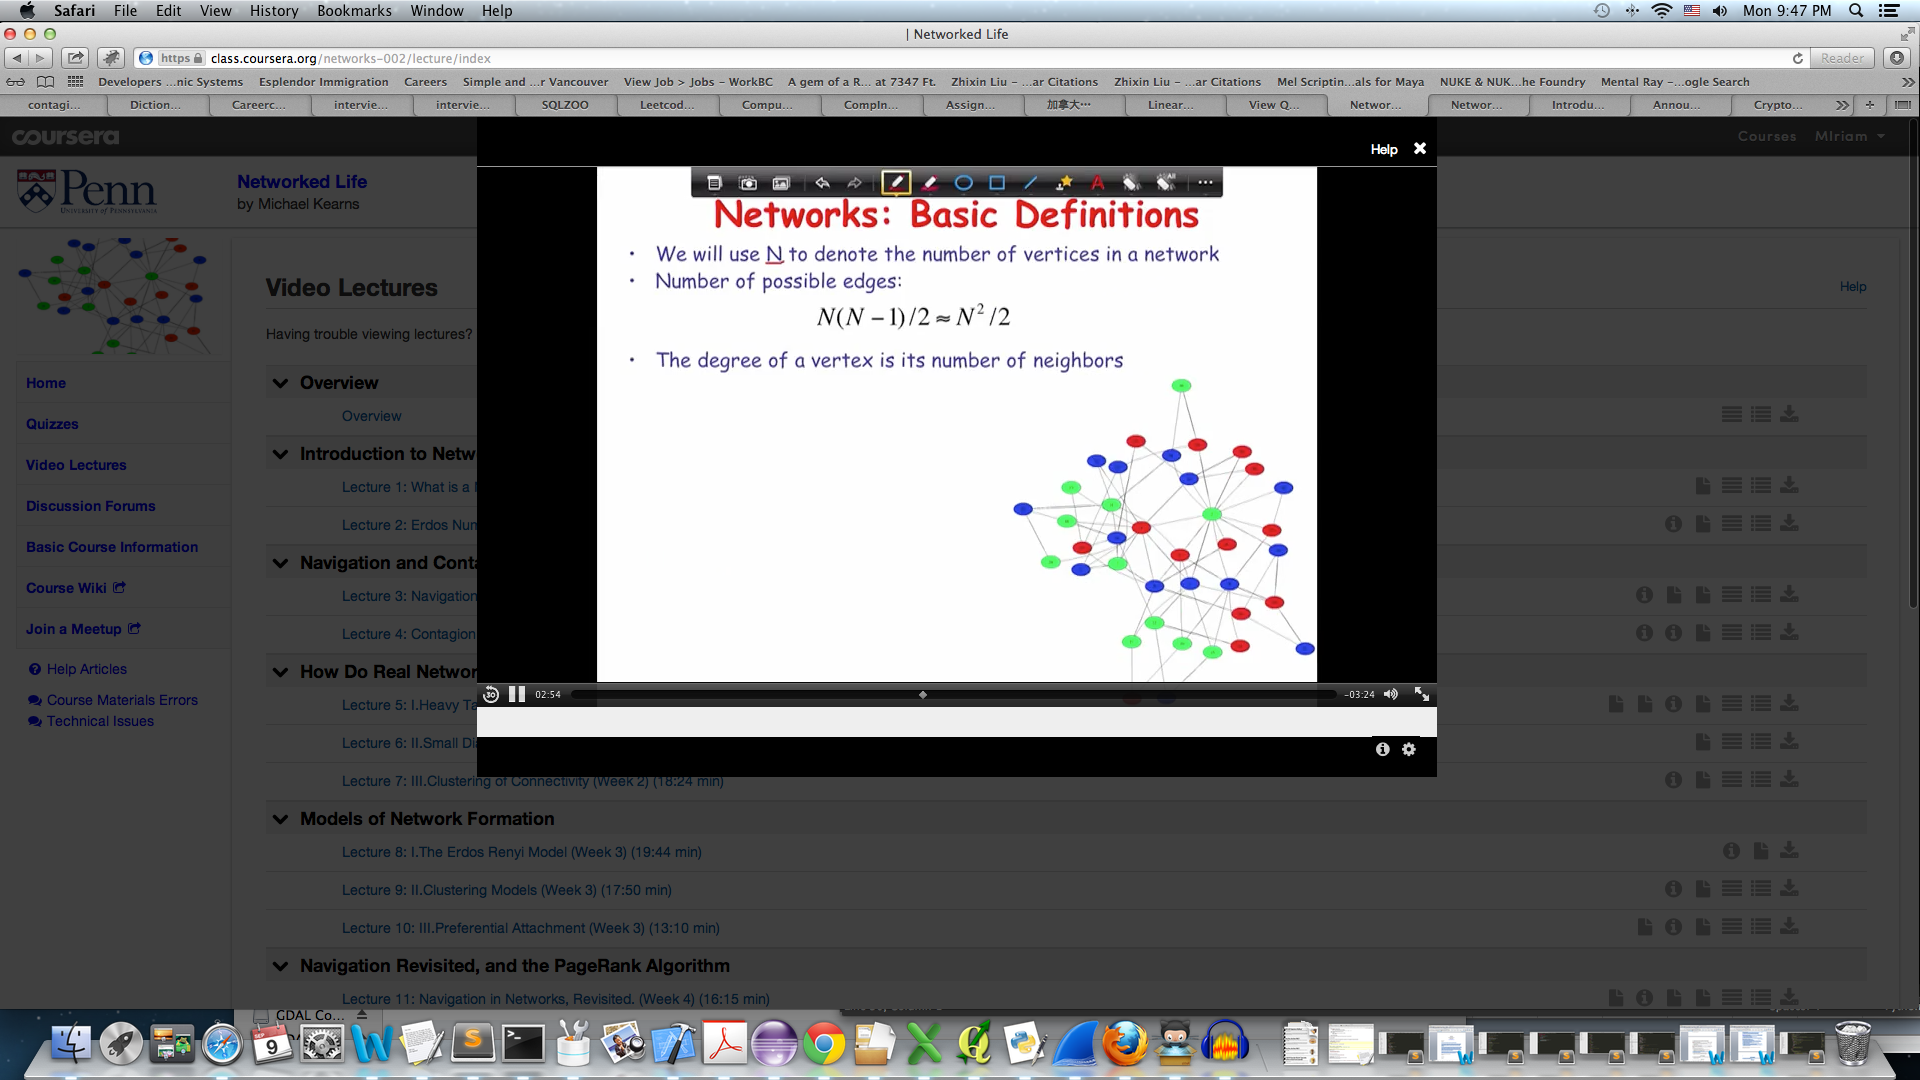 Safari File Edit View History Bookmarks Window Help Mon 9:47 PM
| Networked Life
https class.coursera.org/networks-002/lecture/index Reader
Developers ...nic Systems Esplendor Immigration Careers Simple and ...r Vancouver View Job > Jobs - WorkBC A gem of a R... at 7347 Ft. Zhixin Liu - ...ar Citations Zhixin Liu - ...ar Citations Mel Scriptin...als for Maya NUKE & NUK...he Foundry Mental Ray -...ogle Search
contagi... Diction... Careerc... intervie... intervie... SQLZOO Leetcod... Compu... CompIn... Assign... 加拿大... Linear... View Q... Networ... Networ... Introdu... Annou... Crypto...
coursera Courses MIriam
Help
Penn
UNIVERSITY OF PENNSYLVANIA
Networked Life
by Michael Kearns
Home
Quizzes
Video Lectures
Discussion Forums
Basic Course Information
Course Wiki
Join a Meetup
Help Articles
Course Materials Errors
Technical Issues
Video Lectures
Help
Having trouble viewing lectures?
Overview
Overview
Introduction to Netw
Lecture 1: What is a
Lecture 2: Erdos Num
Navigation and Conta
Lecture 3: Navigation
Lecture 4: Contagion
How Do Real Networ
Lecture 5: I.Heavy Ta
Lecture 6: II.Small Di
Lecture 7: III.Clustering of Connectivity (Week 2) (18:24 min)
Models of Network Formation
Lecture 8: I.The Erdos Renyi Model (Week 3) (19:44 min)
Lecture 9: II.Clustering Models (Week 3) (17:50 min)
Lecture 10: III.Preferential Attachment (Week 3) (13:10 min)
Navigation Revisited, and the PageRank Algorithm
Lecture 11: Navigation in Networks, Revisited. (Week 4) (16:15 min)
Networks: Basic Definitions
• We will use N to denote the number of vertices in a network
• Number of possible edges:
N(N − 1)/2 ≈ N²/2
• The degree of a vertex is its number of neighbors
30 02:54 -03:24
GDAL Co...
9